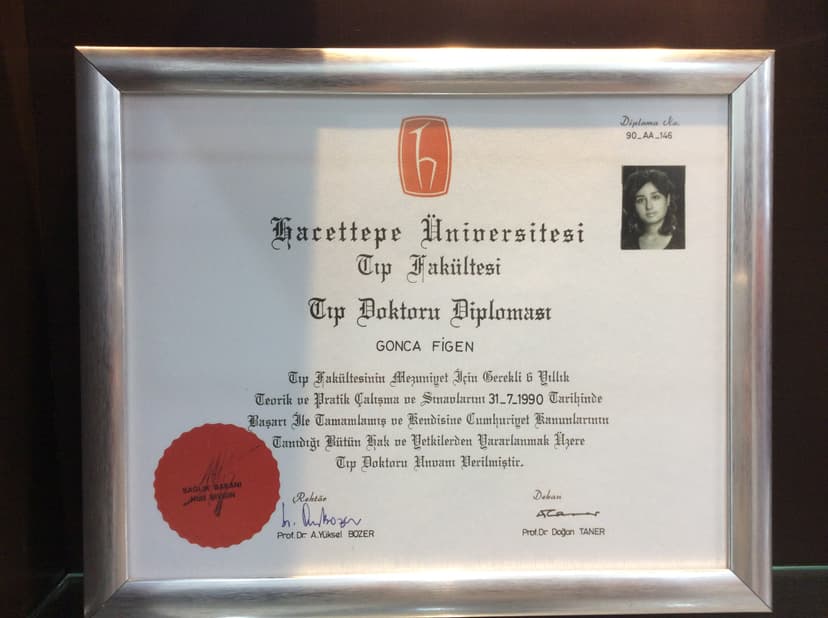 Diploma No.
90_AA_146
Hacettepe Üniversitesi
Tıp Fakültesi
Tıp Doktoru Diploması
GONCA FİGEN
Tıp Fakültesinin Mezuniyet İçin Gerekli 6 Yıllık
Teorik ve Pratik Çalışma ve Sınavlarını 31_7_1990 Tarihinde
Başarı İle Tamamlamış ve Kendisine Cumhuriyet Kanunlarının
Tanıdığı Bütün Hak ve Yetkilerden Yararlanmak Üzere
Tıp Doktoru Unvanı Verilmiştir.
SAĞLIK BAKANI
Rektör
Prof.Dr. A.Yüksel BOZER
Dekan
Prof.Dr. Doğan TANER